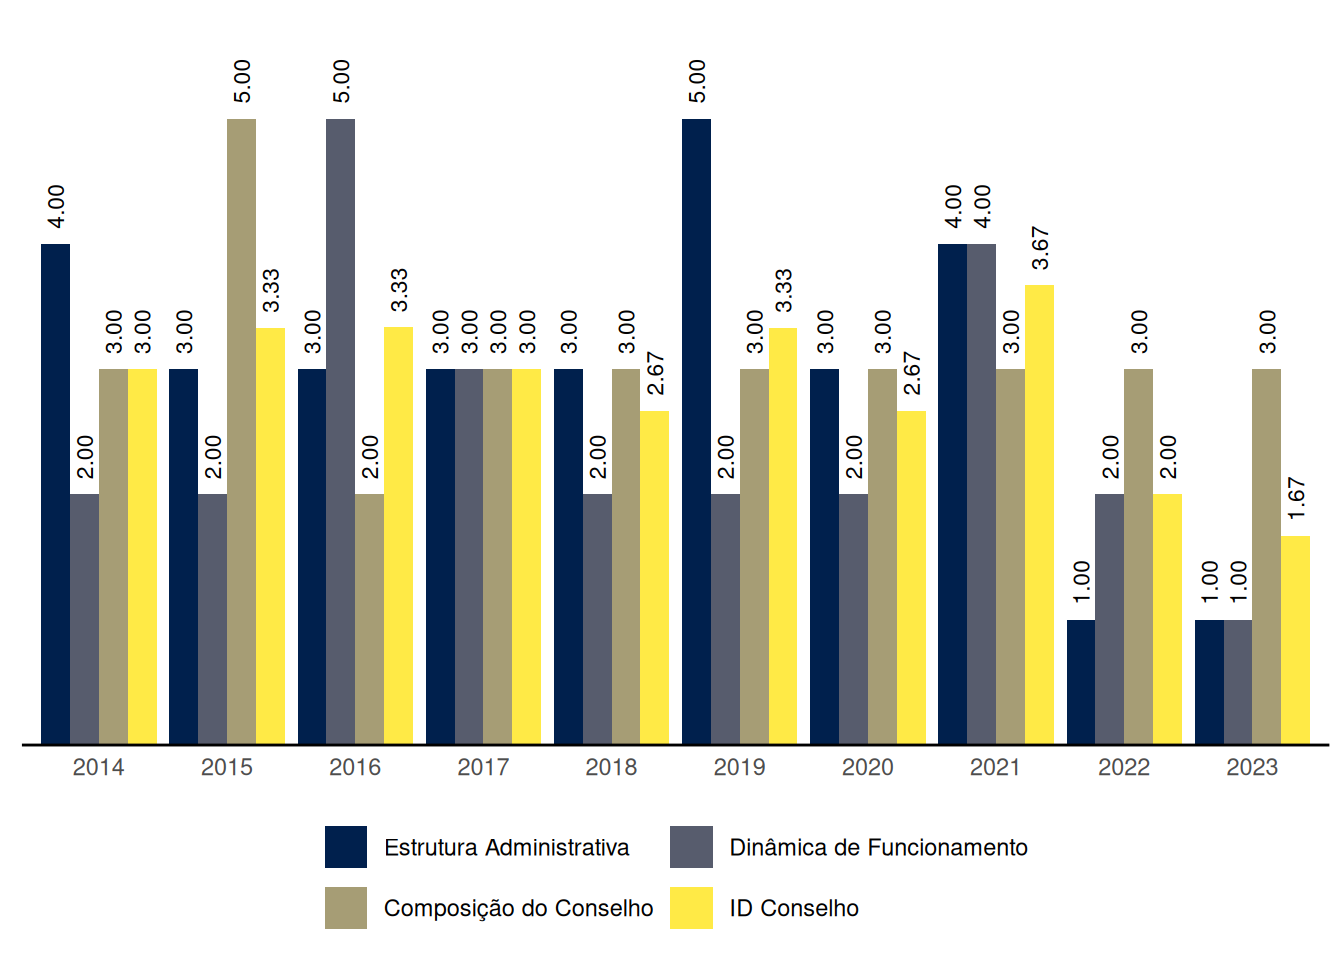 4.00 2.00 3.00 3.00 3.00 2.00 5.00 3.33 3.00 5.00 2.00 3.33 3.00 3.00 3.00 3.00 3.00 2.00 3.00 2.67 5.00 2.00 3.00 3.33 3.00 2.00 3.00 2.67 4.00 4.00 3.00 3.67 1.00 2.00 3.00 2.00 1.00 1.00 3.00 1.67
2014 2015 2016 2017 2018 2019 2020 2021 2022 2023
Estrutura Administrativa Dinâmica de Funcionamento
Composição do Conselho ID Conselho